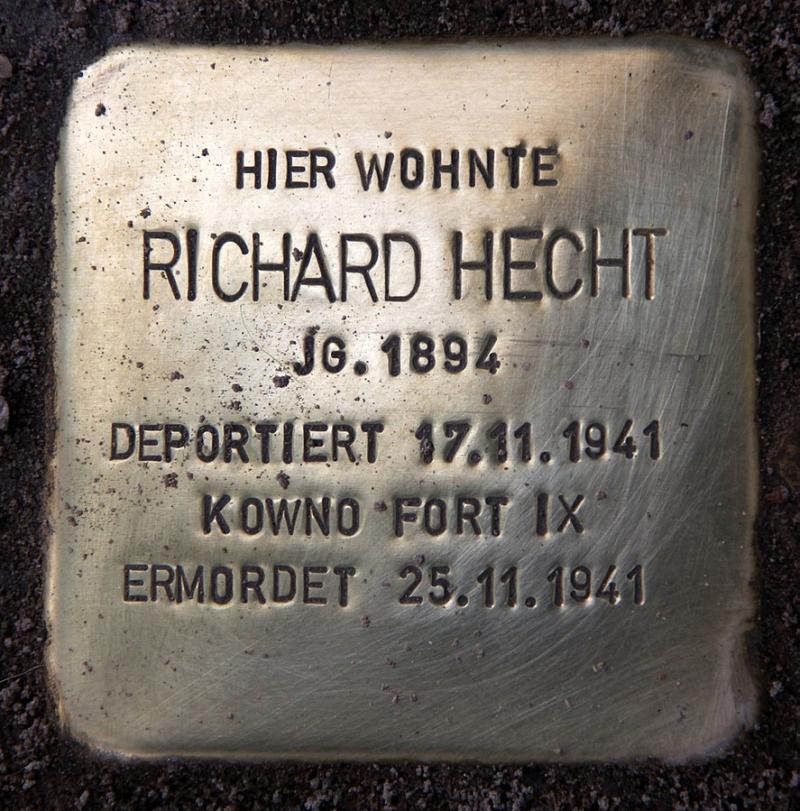 HIER WOHNTE
RICHARD HECHT
JG. 1894
DEPORTIERT 17.11.1941
KOWNO FORT IX
ERMORDET 25.11.1941